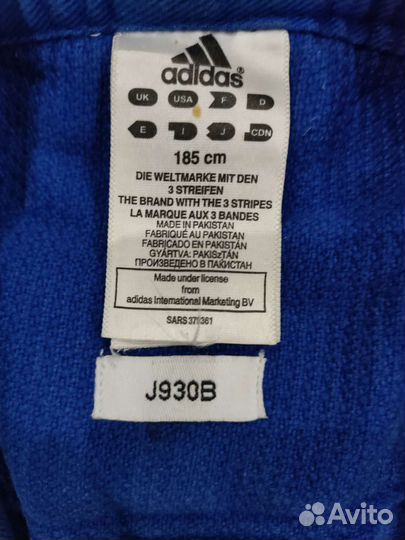 adidas®
UK USA F D
E I J CDN
185 cm
DIE WELTMARKE MIT DEN
3 STREIFEN
THE BRAND WITH THE 3 STRIPES
LA MARQUE AUX 3 BANDES
MADE IN PAKISTAN
FABRIQUÉ AU PAKISTAN
FABRICADO EN PAKISTÁN
GYÁRTVA: PAKISZTÁN
ПРОИЗВЕДЕНО В ПАКИСТАН
Made under license
from
adidas International Marketing BV
SARS
J930B
Avito